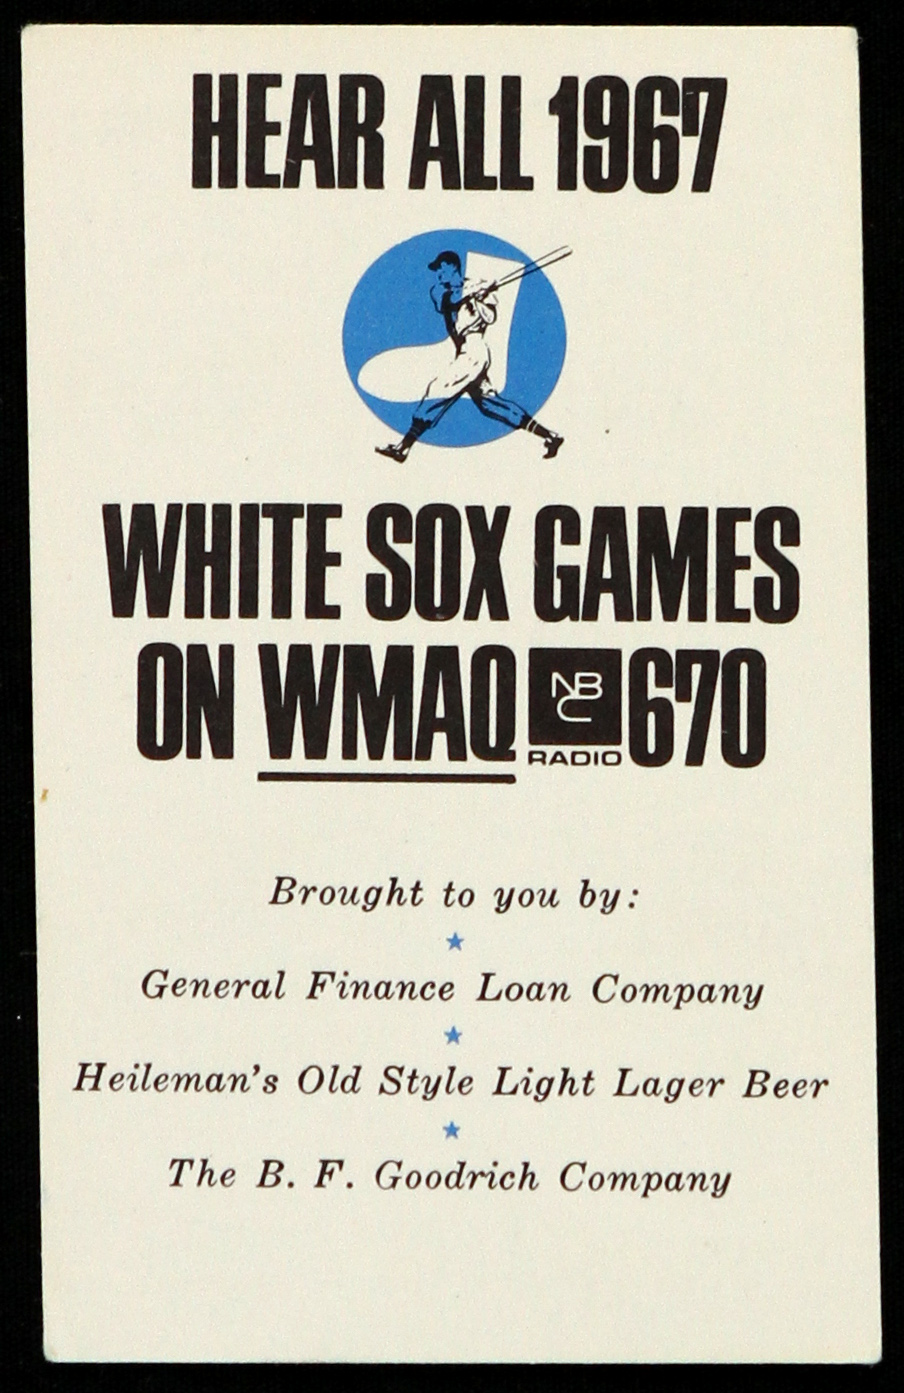 HEAR ALL 1967
WHITE SOX GAMES
ON WMAQ NBC RADIO 670
Brought to you by:
General Finance Loan Company
Heileman's Old Style Light Lager Beer
The B. F. Goodrich Company